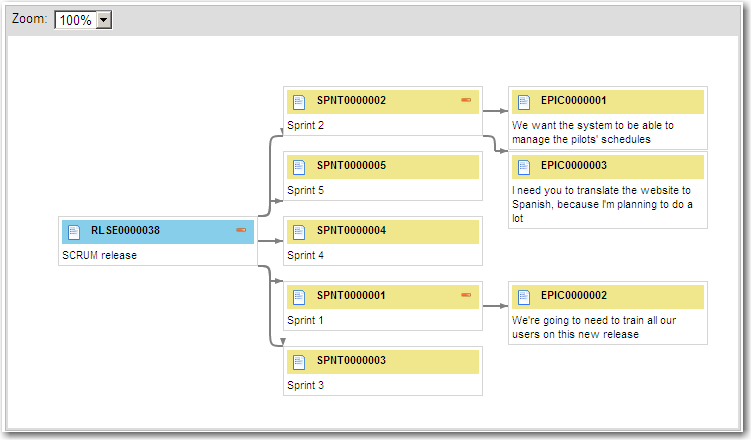 Zoom: 100%
SPNT0000002
Sprint 2
EPIC0000001
We want the system to be able to
manage the pilots' schedules
SPNT0000005
Sprint 5
EPIC0000003
I need you to translate the website to
Spanish, because I'm planning to do a
lot
RLSE0000038
SCRUM release
SPNT0000004
Sprint 4
SPNT0000001
Sprint 1
EPIC0000002
We're going to need to train all our
users on this new release
SPNT0000003
Sprint 3